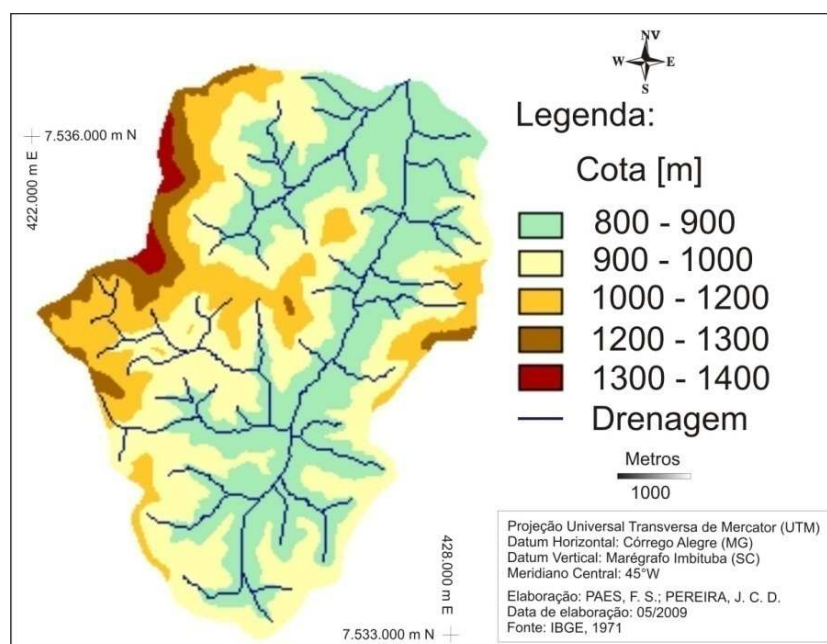 NV
W E
S
7.536.000 m N
422.000 m E
Legenda:
Cota [m]
800 - 900
900 - 1000
1000 - 1200
1200 - 1300
1300 - 1400
Drenagem
Metros
1000
Projeção Universal Transversa de Mercator (UTM)
Datum Horizontal: Córrego Alegre (MG)
Datum Vertical: Marégrafo Imbituba (SC)
Meridiano Central: 45°W
Elaboração: PAES, F. S.; PEREIRA, J. C. D.
Data de elaboração: 05/2009
Fonte: IBGE, 1971
428.000 m E
7.533.000 m N